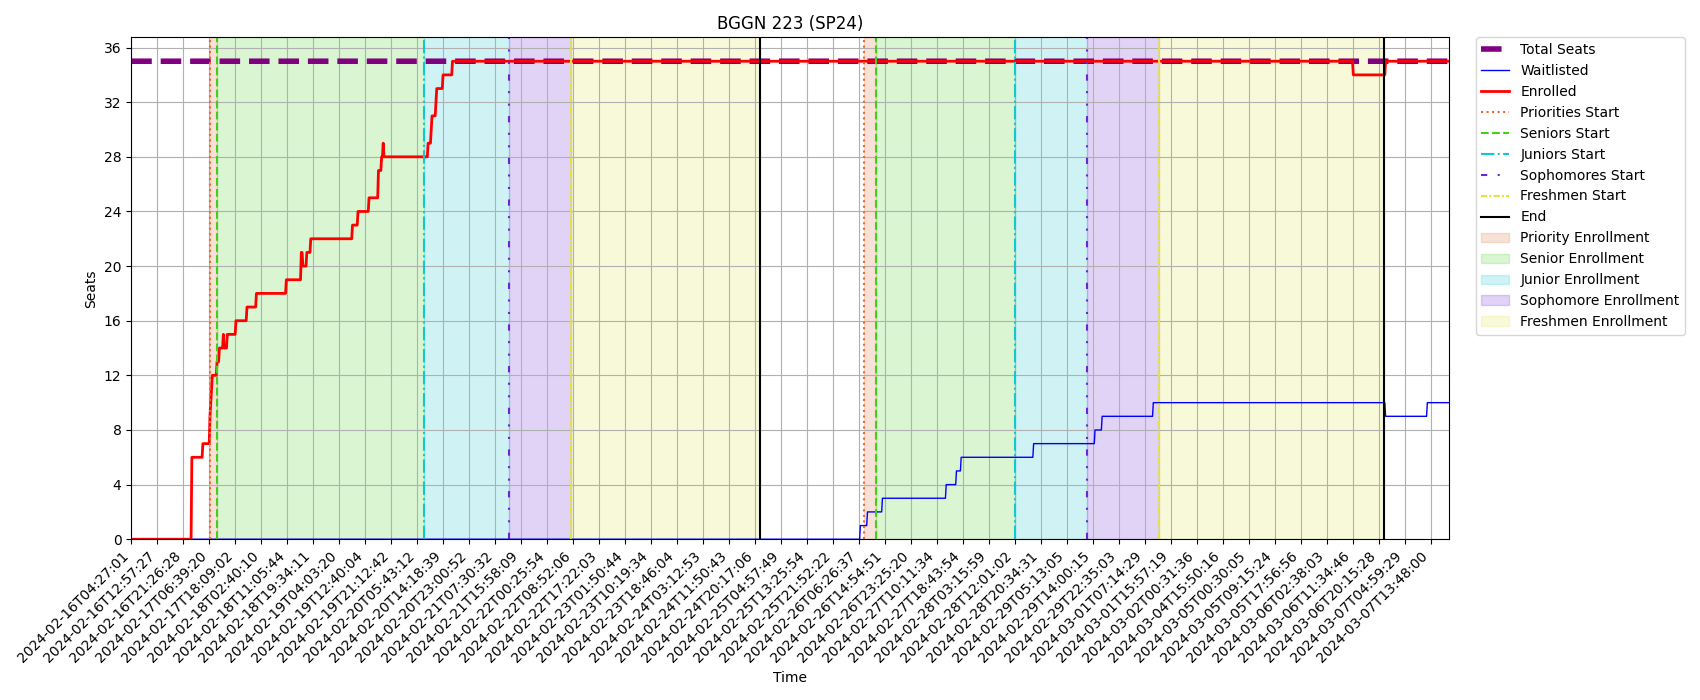 BGGN 223 (SP24)
Seats
36
32
28
24
20
16
12
8
4
0
2024-02-16T04:27:01
2024-02-16T12:57:27
2024-02-16T21:26:28
2024-02-17T06:39:20
2024-02-17T18:09:02
2024-02-18T02:40:10
2024-02-18T11:05:44
2024-02-18T19:34:11
2024-02-19T04:03:20
2024-02-19T12:40:04
2024-02-19T21:12:42
2024-02-20T05:43:12
2024-02-20T14:18:39
2024-02-20T23:00:52
2024-02-21T07:30:32
2024-02-21T15:58:09
2024-02-22T00:25:54
2024-02-22T08:52:06
2024-02-22T17:22:03
2024-02-23T01:50:44
2024-02-23T10:19:34
2024-02-23T18:46:04
2024-02-24T03:12:53
2024-02-24T11:50:43
2024-02-24T20:17:06
2024-02-25T04:57:49
2024-02-25T13:25:54
2024-02-25T21:52:22
2024-02-26T06:26:37
2024-02-26T14:54:51
2024-02-26T23:25:20
2024-02-27T10:11:34
2024-02-27T18:43:54
2024-02-28T03:15:59
2024-02-28T12:01:02
2024-02-28T20:34:31
2024-02-29T05:13:05
2024-02-29T14:00:15
2024-02-29T22:35:03
2024-03-01T07:14:29
2024-03-01T15:57:19
2024-03-02T00:31:36
2024-03-04T15:50:16
2024-03-05T00:30:05
2024-03-05T09:15:24
2024-03-05T17:56:56
2024-03-06T02:38:03
2024-03-06T11:34:46
2024-03-06T20:15:28
2024-03-07T04:59:29
2024-03-07T13:48:00
Time
Total Seats
Waitlisted
Enrolled
Priorities Start
Seniors Start
Juniors Start
Sophomores Start
Freshmen Start
End
Priority Enrollment
Senior Enrollment
Junior Enrollment
Sophomore Enrollment
Freshmen Enrollment